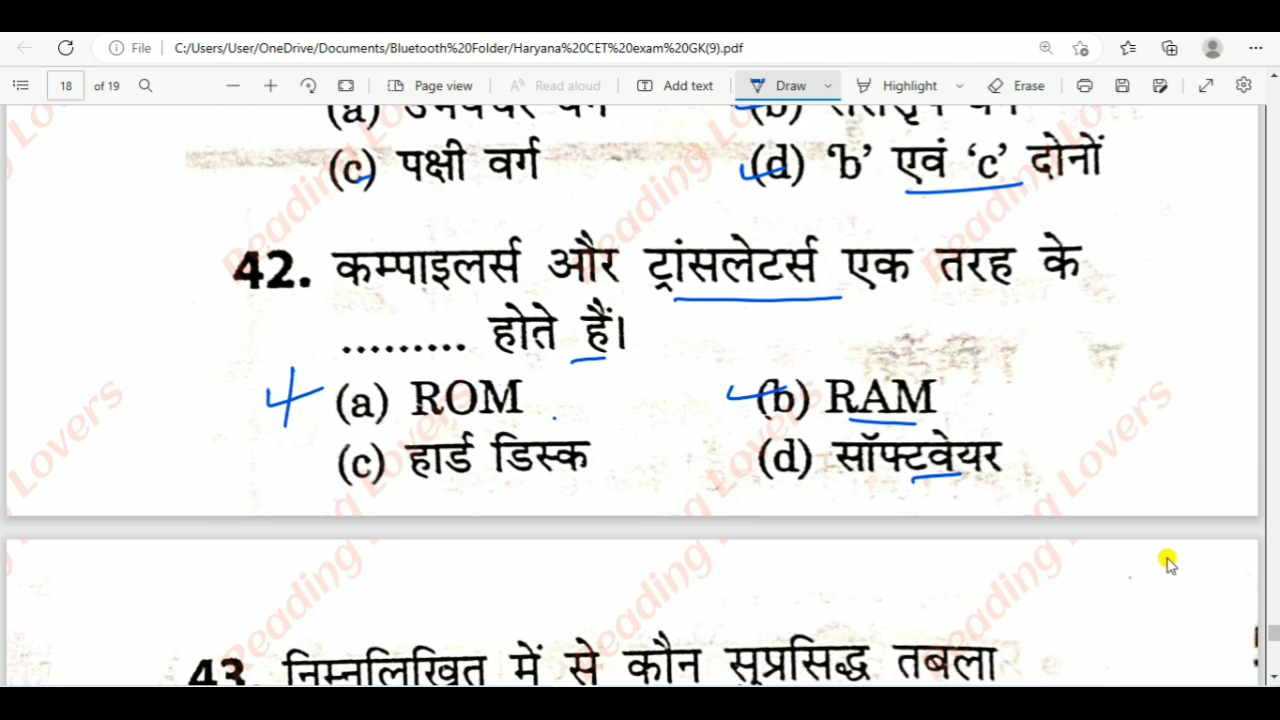 File C:/Users/User/OneDrive/Documents/Bluetooth%20Folder/Haryana%20CET%20exam%20GK(9).pdf
18 of 19 Page view Read aloud Add text Draw Highlight Erase
(b)
(c) पक्षी वर्ग (d) 'b' एवं 'c' दोनों
42. कम्पाइलर्स और ट्रांसलेटर्स एक तरह के
......... होते हैं।
(a) ROM (b) RAM
(c) हार्ड डिस्क (d) सॉफ्टवेयर
Reading Lovers
43. निम्नलिखित में से कौन सुप्रसिद्ध तबला